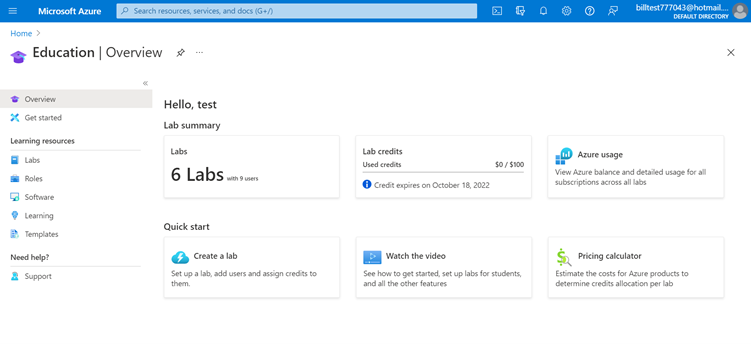 Microsoft Azure
Search resources, services, and docs (G+/)
billtest777043@hotmail....
DEFAULT DIRECTORY
Home
Education | Overview
Overview
Get started
Learning resources
Labs
Roles
Software
Learning
Templates
Need help?
Support
Hello, test
Lab summary
Labs
6 Labs with 9 users
Lab credits
Used credits $0 / $100
Credit expires on October 18, 2022
Azure usage
View Azure balance and detailed usage for all
subscriptions across all labs
Quick start
Create a lab
Set up a lab, add users and assign credits to
them.
Watch the video
See how to get started, set up labs for students,
and all the other features
Pricing calculator
Estimate the costs for Azure products to
determine credits allocation per lab